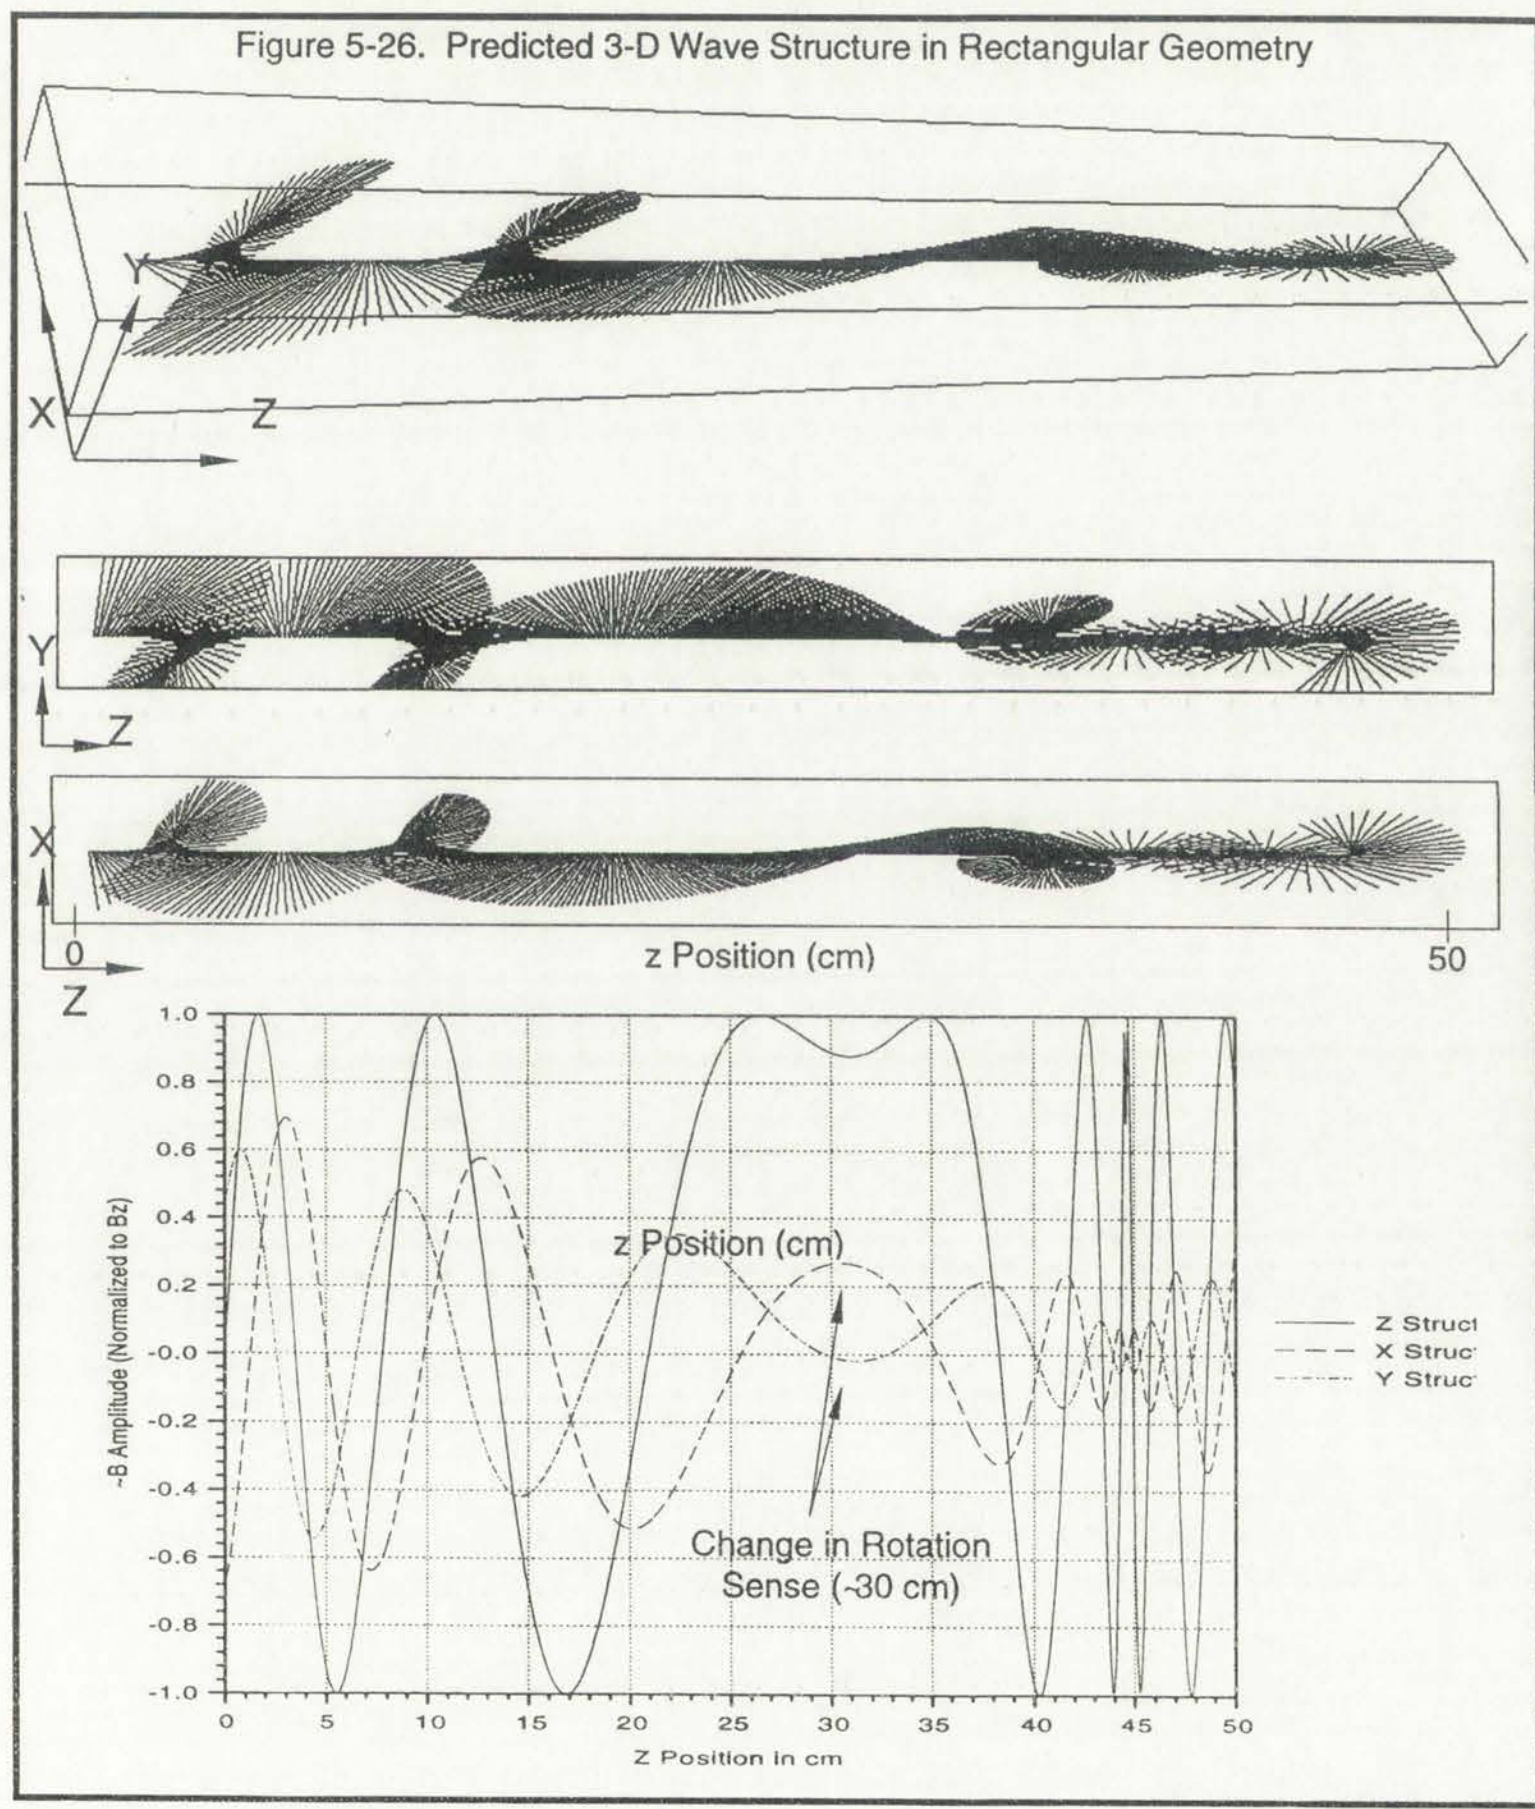 Figure 5-26. Predicted 3-D Wave Structure in Rectangular Geometry
Y
X
Z
Y
Z
X
0
z Position (cm)
50
Z
1.0
0.8
0.6
0.4
0.2
-0.0
-0.2
-0.4
-0.6
-0.8
-1.0
~B Amplitude (Normalized to Bz)
z Position (cm)
Change in Rotation
Sense (~30 cm)
Z Struct
X Struc
Y Struc
0 5 10 15 20 25 30 35 40 45 50
Z Position in cm